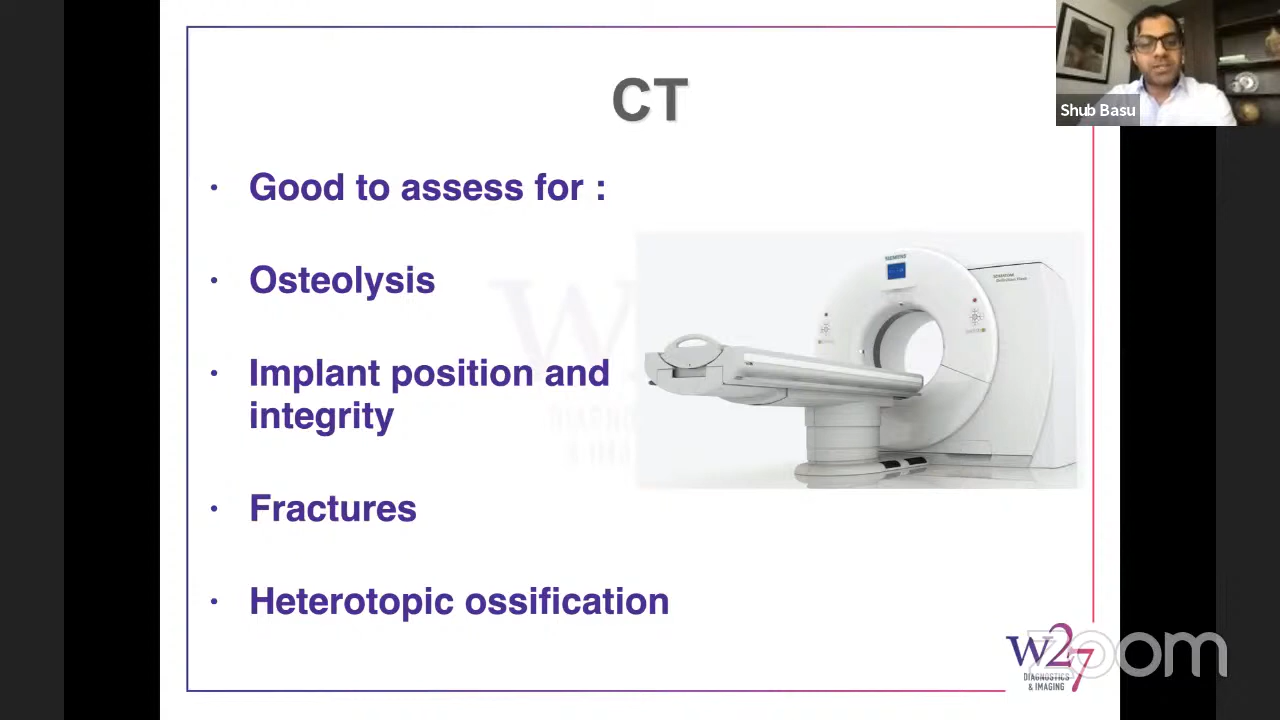 Shub Basu
CT
· Good to assess for :
· Osteolysis
SIEMENS
· Implant position and
integrity
· Fractures
· Heterotopic ossification
W27
DIAGNOSTICS
& IMAGING
zoom